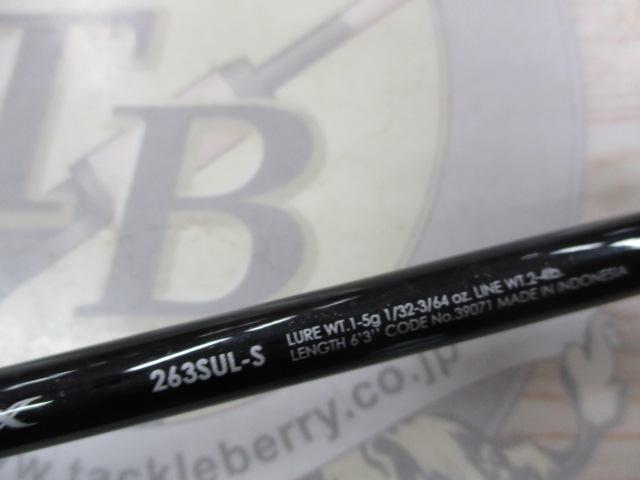 TB
263SUL-S
LURE WT.1-5g 1/32-3/64 oz. LINE WT.2-4lb.
LENGTH 6'3" CODE No.39071 MADE IN INDONESIA
www.tackleberry.co.jp